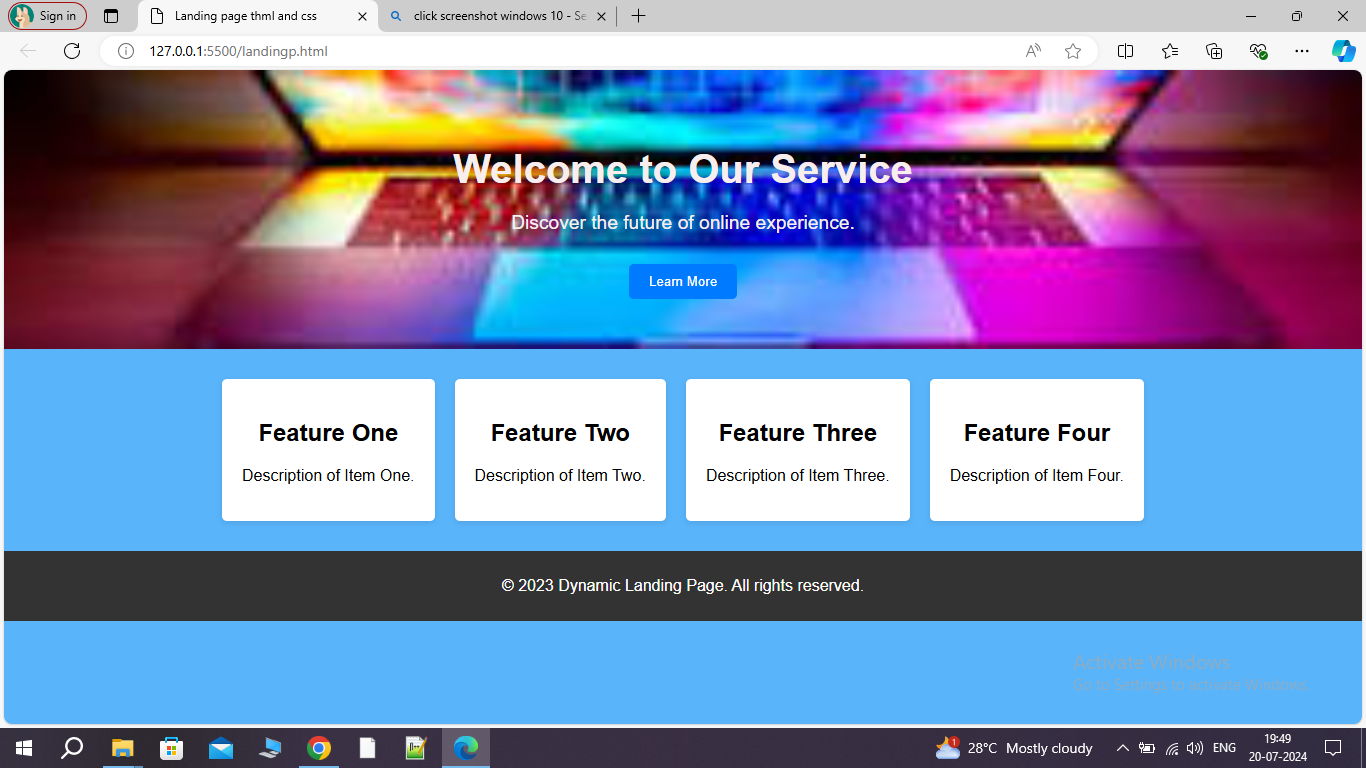 Sign in
Landing page thml and css
click screenshot windows 10 - Se
127.0.0.1:5500/landingp.html
Welcome to Our Service
Discover the future of online experience.
Learn More
Feature One
Feature Two
Feature Three
Feature Four
Description of Item One.
Description of Item Two.
Description of Item Three.
Description of Item Four.
© 2023 Dynamic Landing Page. All rights reserved.
Activate Windows
Go to Settings to activate Windows.
1
28°C Mostly cloudy
ENG
19:49
20-07-2024